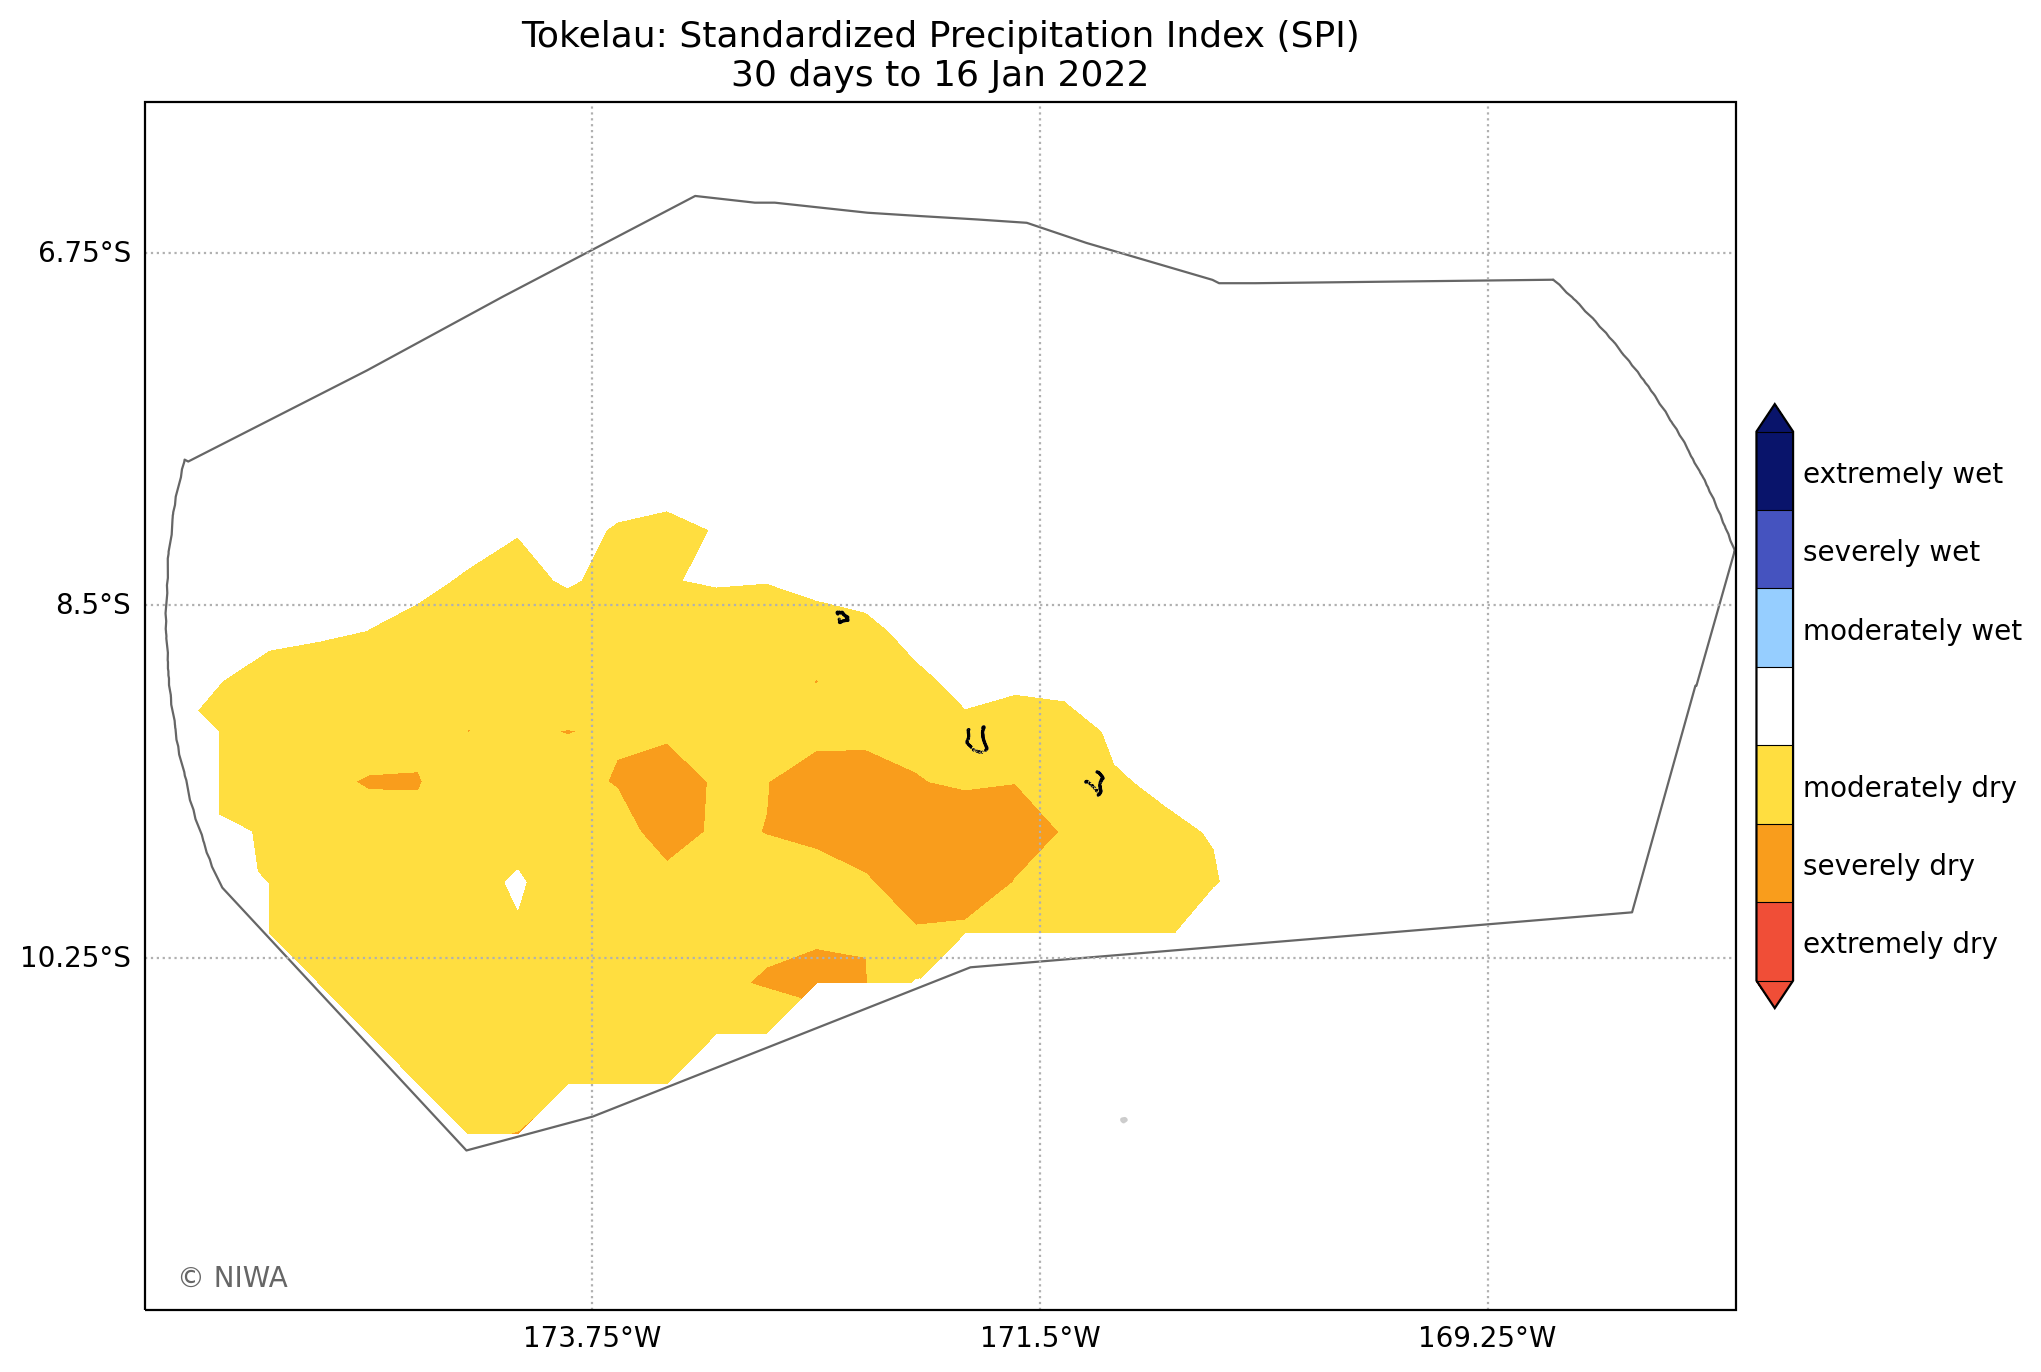 Tokelau: Standardized Precipitation Index (SPI)
30 days to 16 Jan 2022
6.75°S
8.5°S
10.25°S
173.75°W
171.5°W
169.25°W
extremely wet
severely wet
moderately wet
moderately dry
severely dry
extremely dry
© NIWA